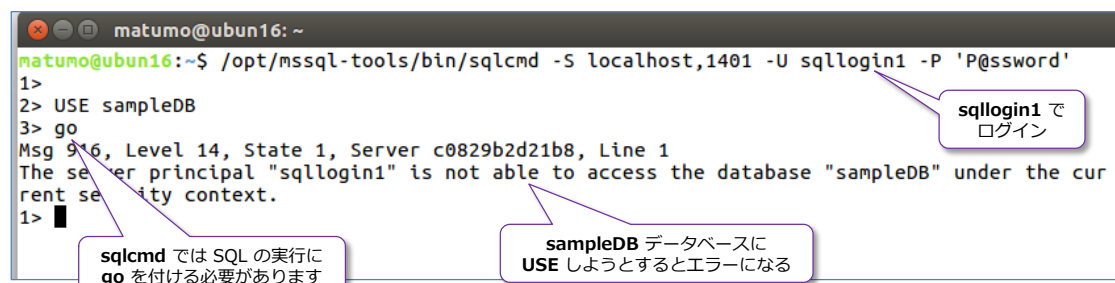 matumo@ubun16: ~
matumo@ubun16:~$ /opt/mssql-tools/bin/sqlcmd -S localhost,1401 -U sqllogin1 -P 'P@ssword'
1>
2> USE sampleDB
3> go
Msg 916, Level 14, State 1, Server c0829b2d21b8, Line 1
The server principal "sqllogin1" is not able to access the database "sampleDB" under the cur
rent security context.
1>
sqllogin1 で
ログイン
sqlcmd では SQL の実行に
go を付ける必要があります
sampleDB データベースに
USE しようとするとエラーになる